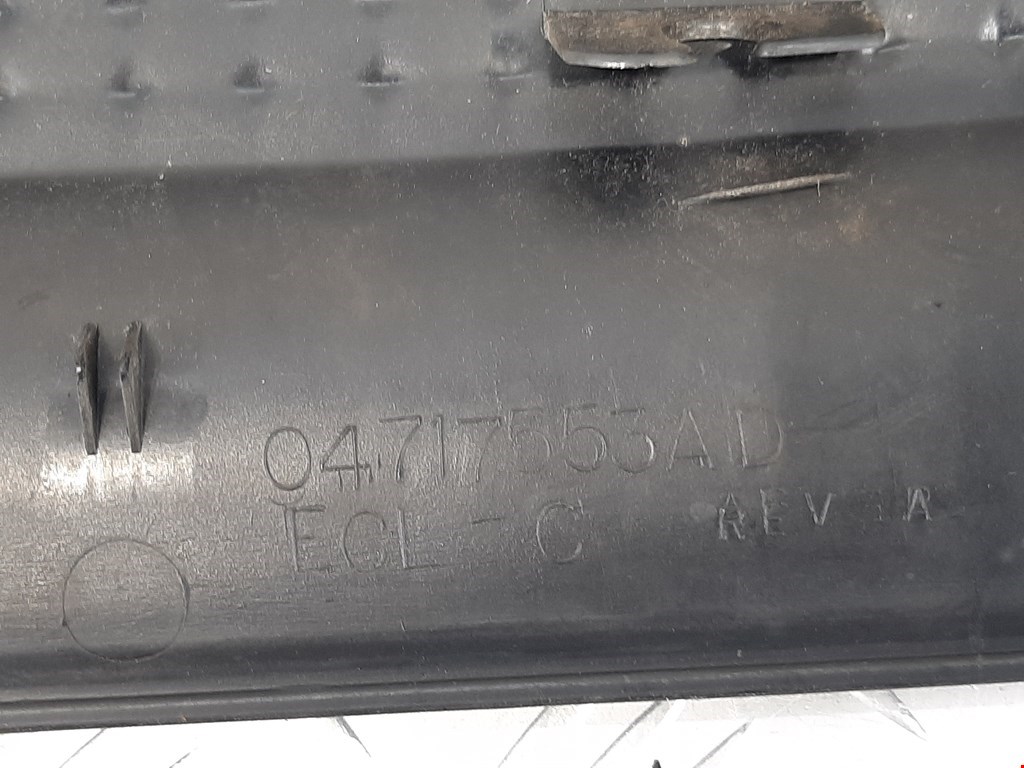 04717553AD
ECL - C
REV A